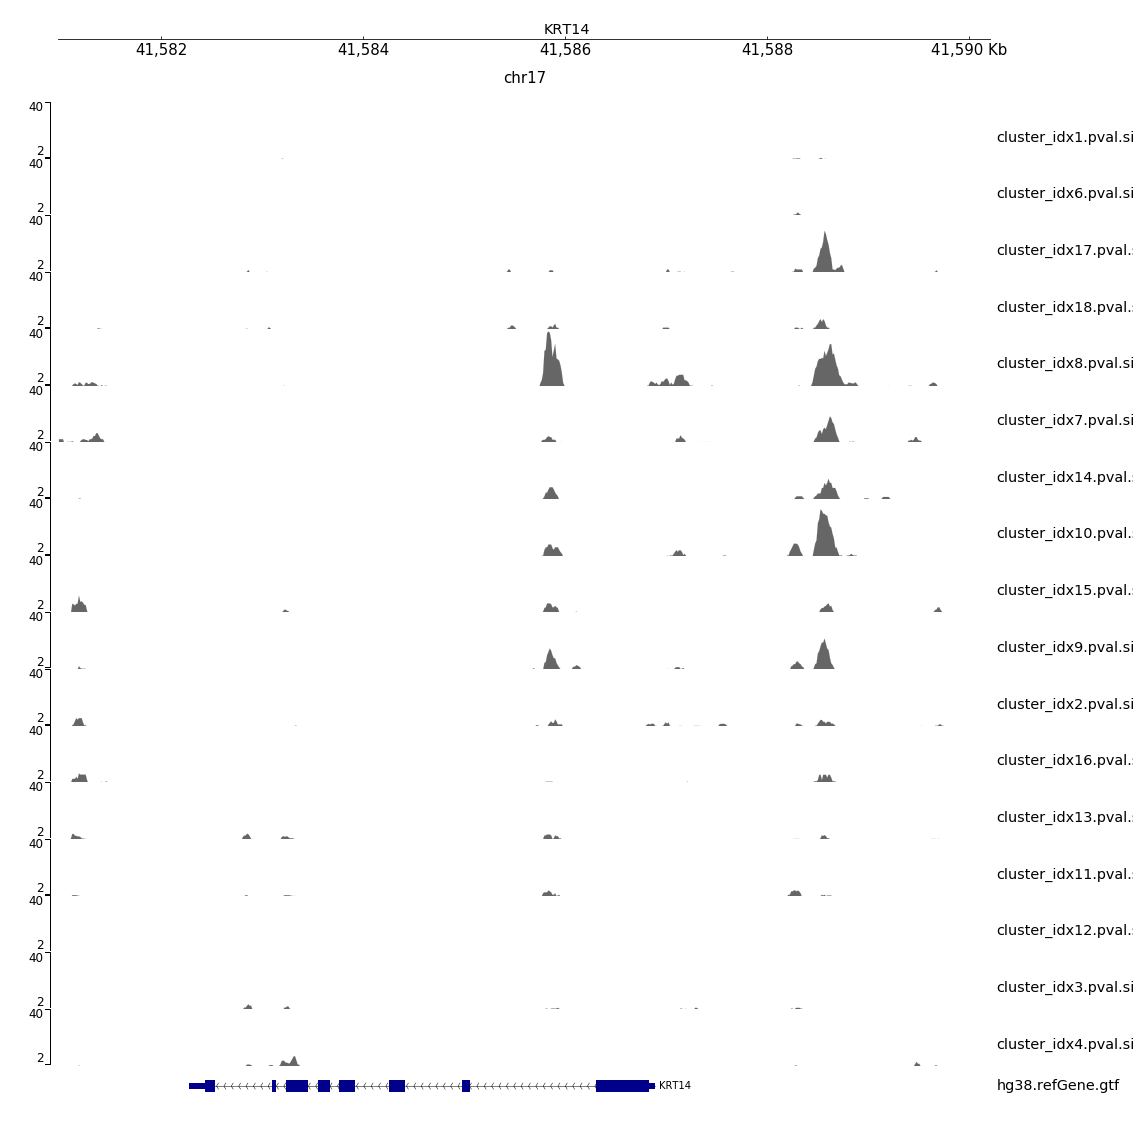 KRT14
41,582 41,584 41,586 41,588 41,590 Kb
chr17
40
cluster_idx1.pval.si
2
40
cluster_idx6.pval.si
2
40
cluster_idx17.pval.s
2
40
cluster_idx18.pval.s
2
40
cluster_idx8.pval.si
2
40
cluster_idx7.pval.si
2
40
cluster_idx14.pval.s
2
40
cluster_idx10.pval.s
2
40
cluster_idx15.pval.s
2
40
cluster_idx9.pval.si
2
40
cluster_idx2.pval.si
2
40
cluster_idx16.pval.s
2
40
cluster_idx13.pval.s
2
40
cluster_idx11.pval.s
2
40
cluster_idx12.pval.s
2
40
cluster_idx3.pval.si
2
40
cluster_idx4.pval.si
2
KRT14 hg38.refGene.gtf